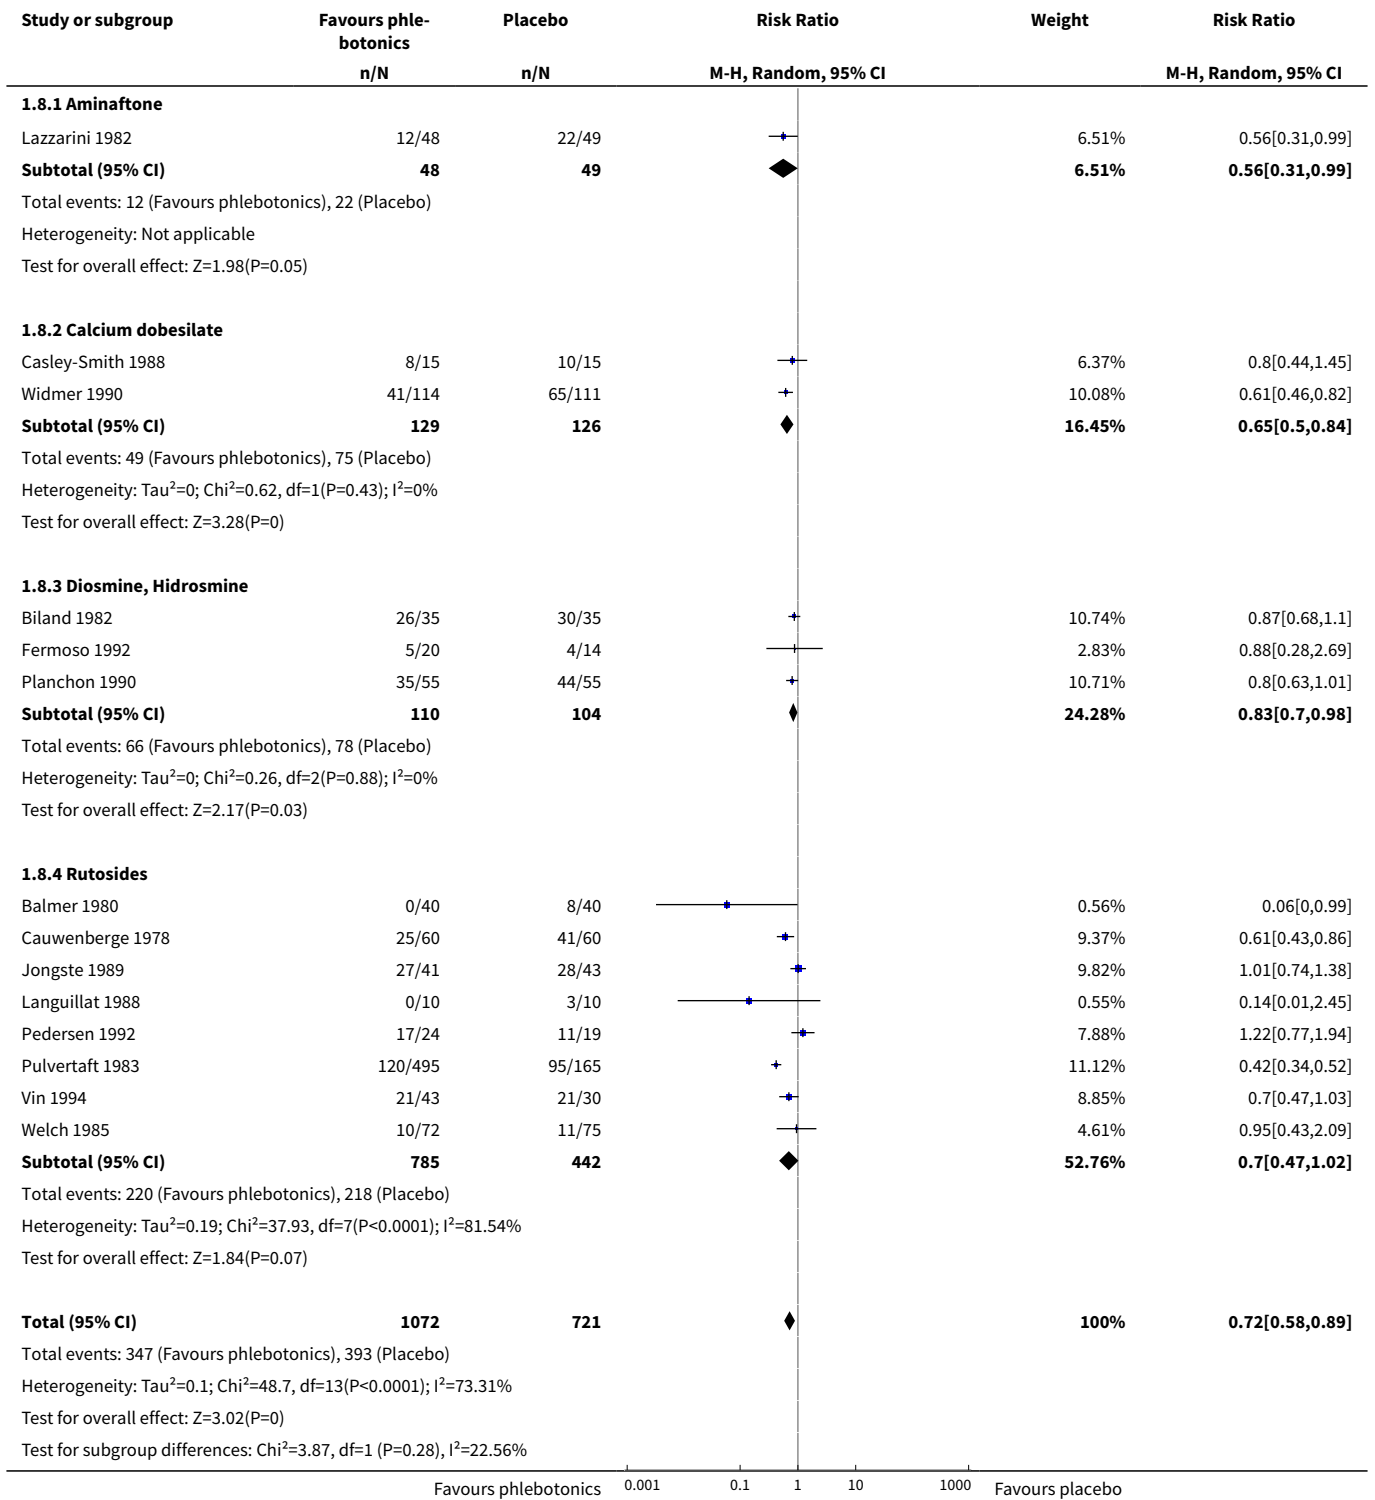 Study or subgroup Favours phle- Placebo Risk Ratio Weight Risk Ratio
botonics
n/N n/N M-H, Random, 95% CI M-H, Random, 95% CI
1.8.1 Aminaftone
Lazzarini 1982 12/48 22/49 6.51% 0.56[0.31,0.99]
Subtotal (95% CI) 48 49 6.51% 0.56[0.31,0.99]
Total events: 12 (Favours phlebotonics), 22 (Placebo)
Heterogeneity: Not applicable
Test for overall effect: Z=1.98(P=0.05)
1.8.2 Calcium dobesilate
Casley-Smith 1988 8/15 10/15 6.37% 0.8[0.44,1.45]
Widmer 1990 41/114 65/111 10.08% 0.61[0.46,0.82]
Subtotal (95% CI) 129 126 16.45% 0.65[0.5,0.84]
Total events: 49 (Favours phlebotonics), 75 (Placebo)
Heterogeneity: Tau²=0; Chi²=0.62, df=1(P=0.43); I²=0%
Test for overall effect: Z=3.28(P=0)
1.8.3 Diosmine, Hidrosmine
Biland 1982 26/35 30/35 10.74% 0.87[0.68,1.1]
Fermoso 1992 5/20 4/14 2.83% 0.88[0.28,2.69]
Planchon 1990 35/55 44/55 10.71% 0.8[0.63,1.01]
Subtotal (95% CI) 110 104 24.28% 0.83[0.7,0.98]
Total events: 66 (Favours phlebotonics), 78 (Placebo)
Heterogeneity: Tau²=0; Chi²=0.26, df=2(P=0.88); I²=0%
Test for overall effect: Z=2.17(P=0.03)
1.8.4 Rutosides
Balmer 1980 0/40 8/40 0.56% 0.06[0,0.99]
Cauwenberge 1978 25/60 41/60 9.37% 0.61[0.43,0.86]
Jongste 1989 27/41 28/43 9.82% 1.01[0.74,1.38]
Languillat 1988 0/10 3/10 0.55% 0.14[0.01,2.45]
Pedersen 1992 17/24 11/19 7.88% 1.22[0.77,1.94]
Pulvertaft 1983 120/495 95/165 11.12% 0.42[0.34,0.52]
Vin 1994 21/43 21/30 8.85% 0.7[0.47,1.03]
Welch 1985 10/72 11/75 4.61% 0.95[0.43,2.09]
Subtotal (95% CI) 785 442 52.76% 0.7[0.47,1.02]
Total events: 220 (Favours phlebotonics), 218 (Placebo)
Heterogeneity: Tau²=0.19; Chi²=37.93, df=7(P<0.0001); I²=81.54%
Test for overall effect: Z=1.84(P=0.07)
Total (95% CI) 1072 721 100% 0.72[0.58,0.89]
Total events: 347 (Favours phlebotonics), 393 (Placebo)
Heterogeneity: Tau²=0.1; Chi²=48.7, df=13(P<0.0001); I²=73.31%
Test for overall effect: Z=3.02(P=0)
Test for subgroup differences: Chi²=3.87, df=1 (P=0.28), I²=22.56%
Favours phlebotonics 0.001 0.1 1 10 1000 Favours placebo